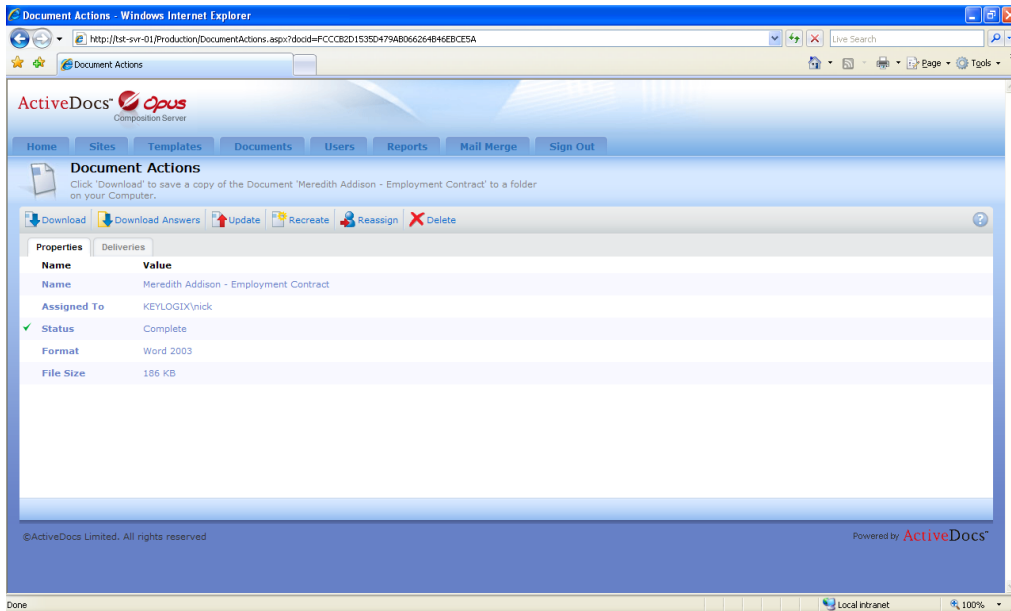 Document Actions - Windows Internet Explorer
http://tst-svr-01/Production/DocumentActions.aspx?docid=FCCCB2D1535D479AB066264B46EBCE5A
Live Search
Document Actions
Page
Tools
ActiveDocs™ Opus
Composition Server
Home Sites Templates Documents Users Reports Mail Merge Sign Out
Document Actions
Click 'Download' to save a copy of the Document 'Meredith Addison - Employment Contract' to a folder
on your Computer.
Download Download Answers Update Recreate Reassign Delete
Properties Deliveries
Name Value
Name Meredith Addison - Employment Contract
Assigned To KEYLOGIX\nick
Status Complete
Format Word 2003
File Size 186 KB
©ActiveDocs Limited. All rights reserved
Powered by ActiveDocs™
Done
Local intranet
100%